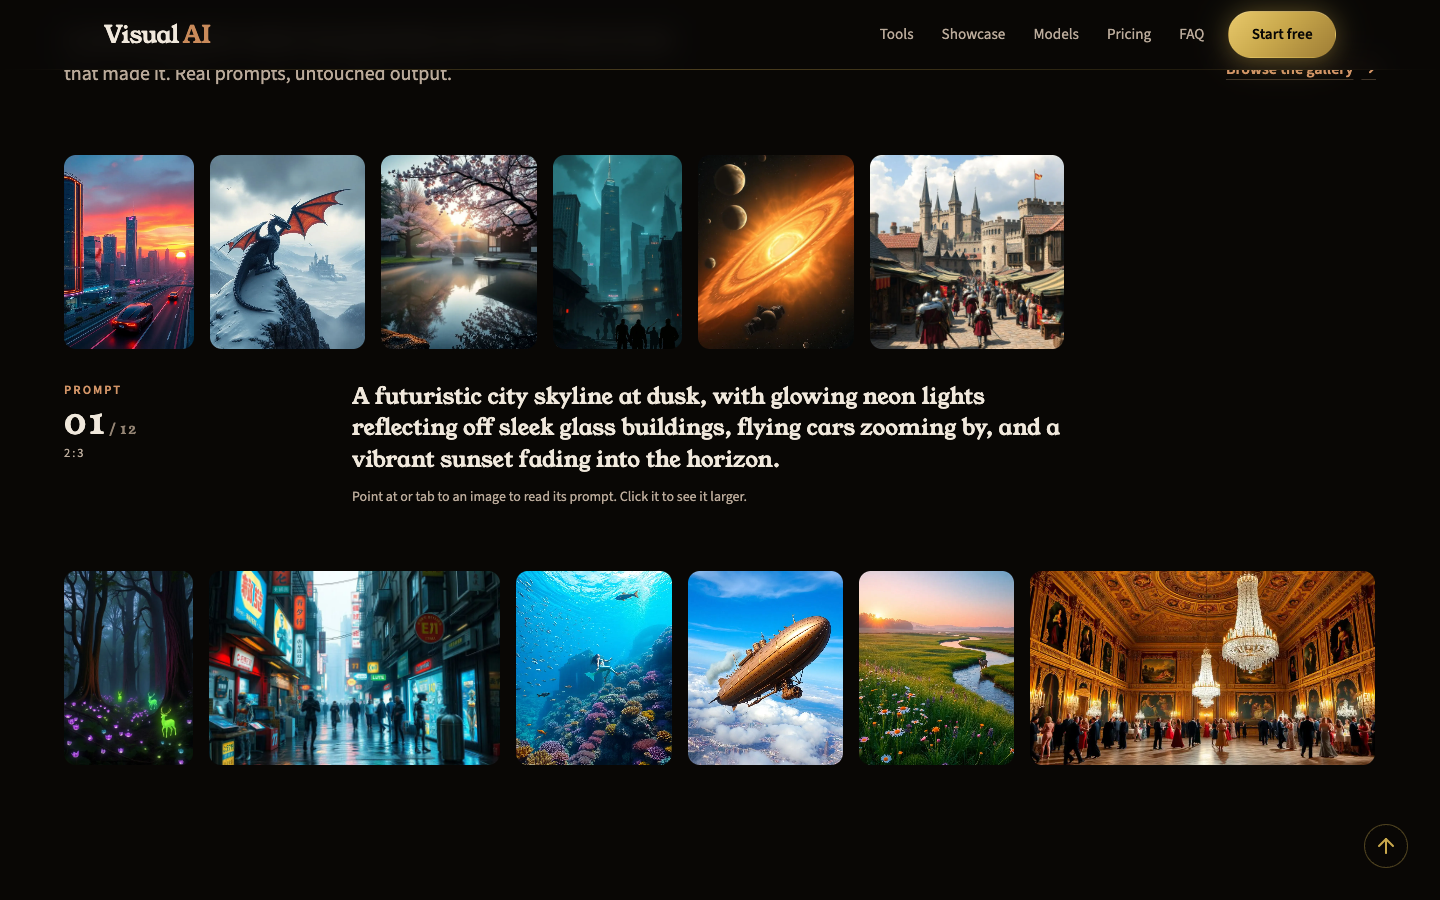 Visual AI
Tools
Showcase
Models
Pricing
FAQ
Start free
that made it. Real prompts, untouched output.
Browse the gallery
PROMPT
01 / 12
2:3
A futuristic city skyline at dusk, with glowing neon lights
reflecting off sleek glass buildings, flying cars zooming by, and a
vibrant sunset fading into the horizon.
Point at or tab to an image to read its prompt. Click it to see it larger.